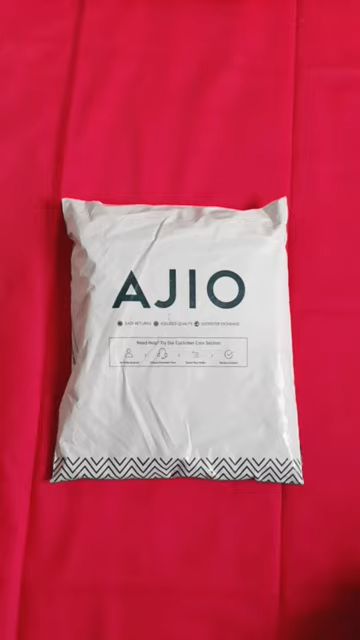 AJIO
EASY RETURNS ASSURED QUALITY DOORSTEP EXCHANGE
Need Help? Try Our Customer Care Section